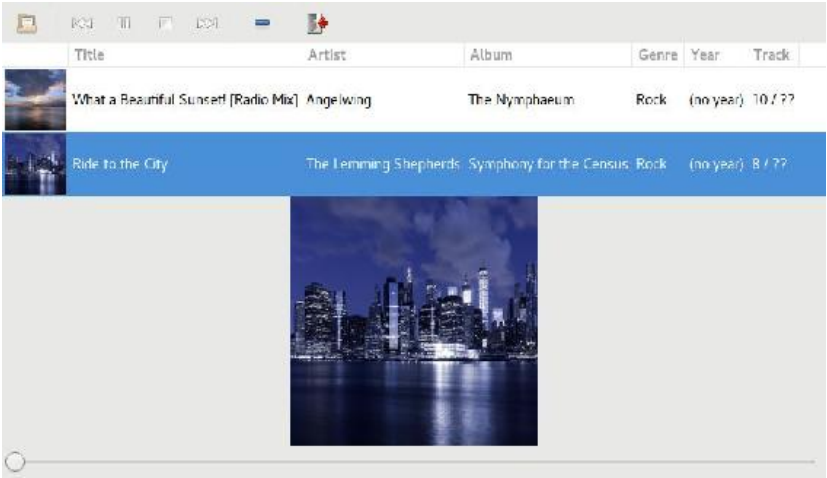 Title Artist Album Genre Year Track
What a Beautiful Sunset! [Radio Mix] Angelwing The Nymphaeum Rock (no year) 10 / ??
Ride to the City The Lemming Shepherds Symphony for the Census Rock (no year) 8 / ??